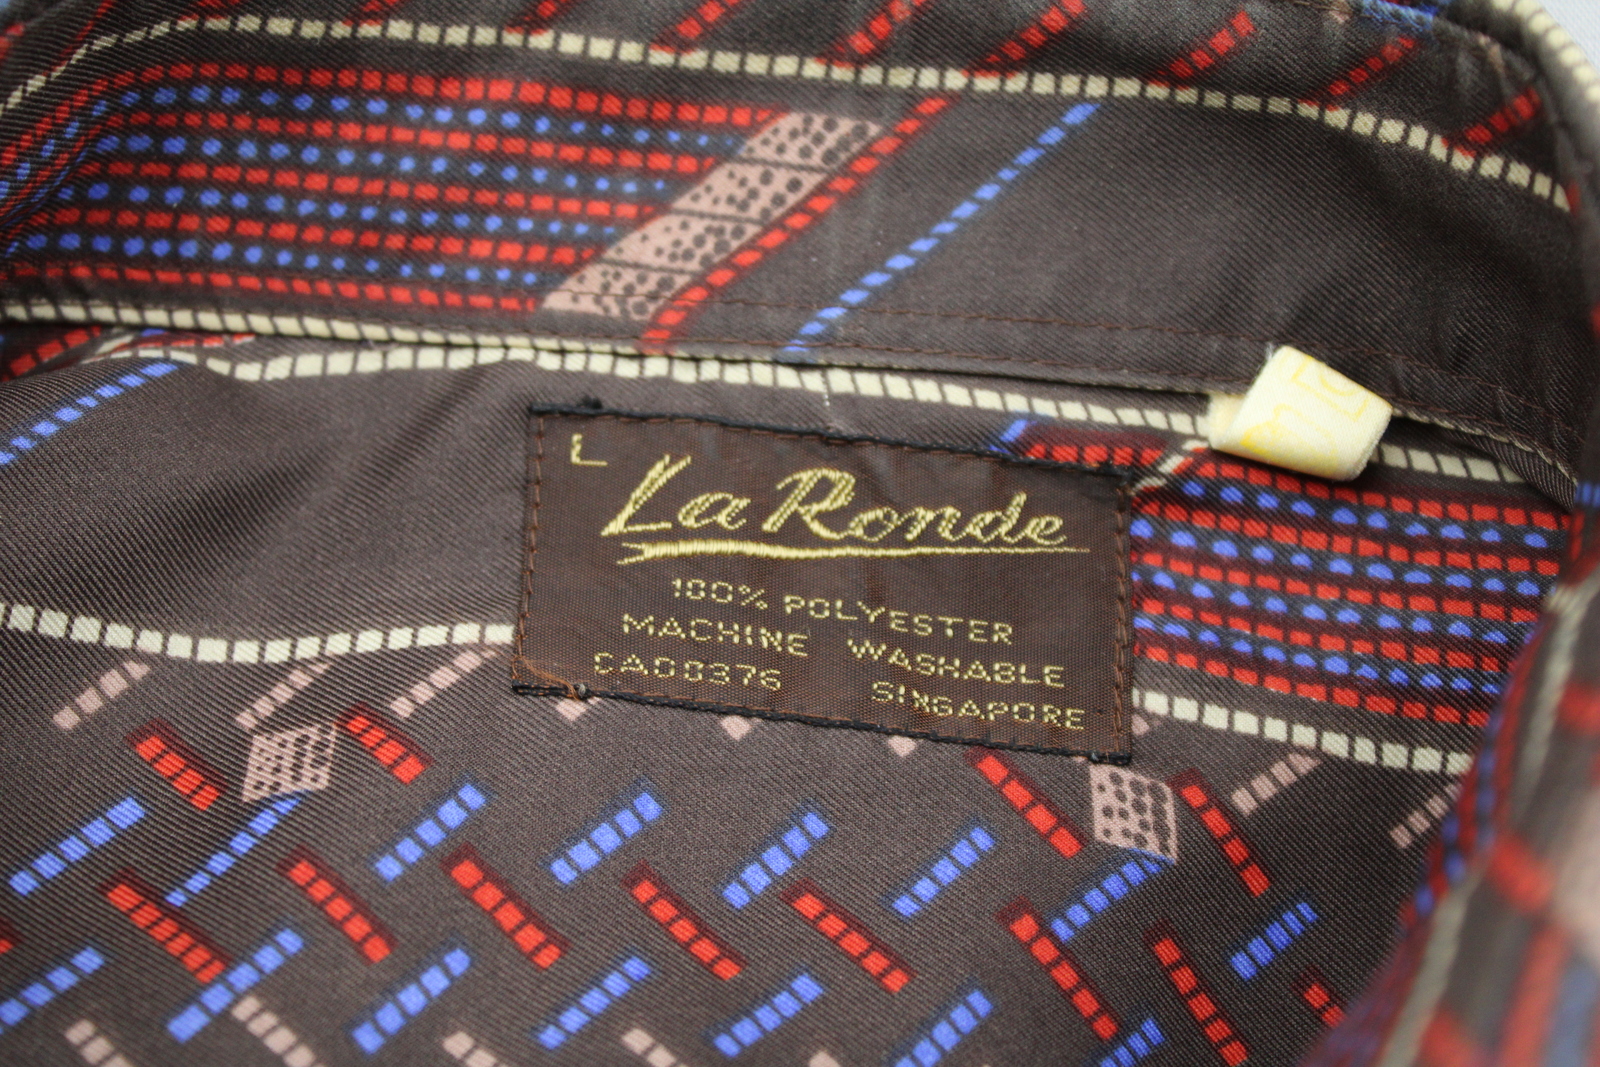 L
La Ronde
100% POLYESTER
MACHINE WASHABLE
CA08376 SINGAPORE